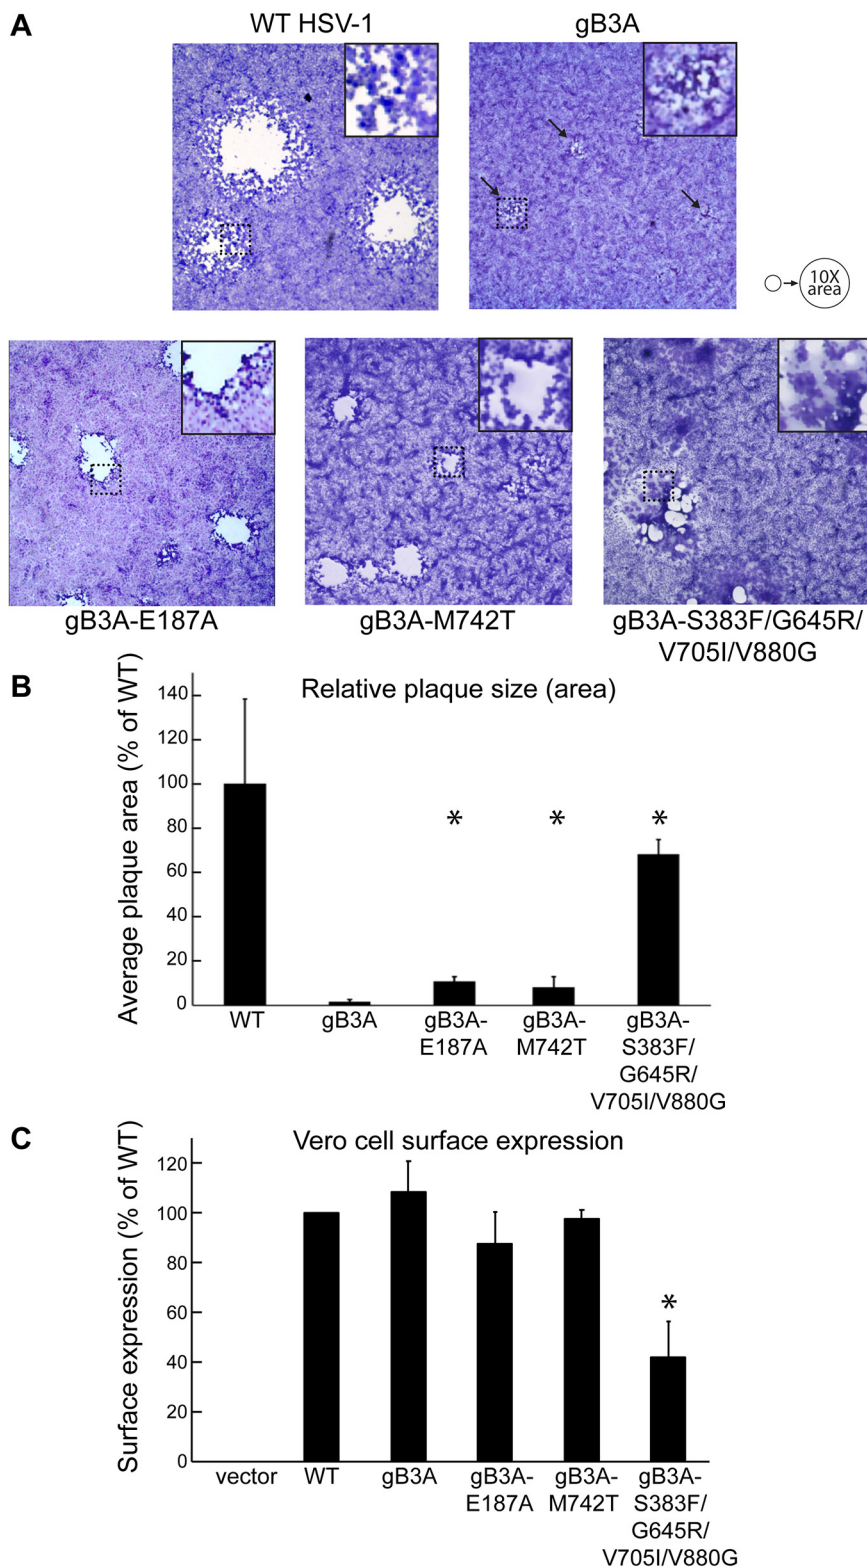 A
WT HSV-1
gB3A
10X
area
gB3A-E187A
gB3A-M742T
gB3A-S383F/G645R/
V705I/V880G
B
Relative plaque size (area)
Average plaque area (% of WT)
140
120
100
80
60
40
20
0
*
*
*
WT
gB3A
gB3A-
E187A
gB3A-
M742T
gB3A-
S383F/
G645R/
V705I/V880G
C
Vero cell surface expression
Surface expression (% of WT)
120
100
80
60
40
20
0
*
vector
WT
gB3A
gB3A-
E187A
gB3A-
M742T
gB3A-
S383F/
G645R/
V705I/V880G